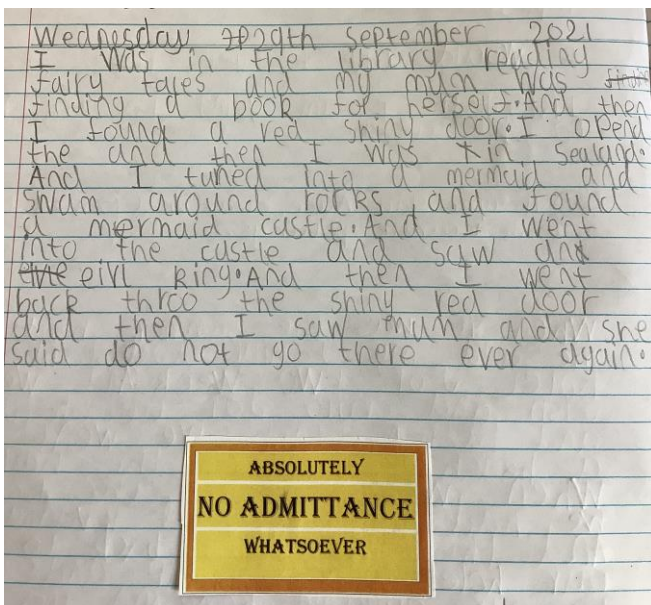 Wednesday 29th September 2021
I was in the library reading
fairy tales and my mum was
finding a book for herself. And then
I found a red shiny door. I opend
the and then I was in Sealand.
And I tuned into a mermaid and
swam around rocks and found
a mermaid castle. And I went
into the castle and saw an
eivl king. And then I went
back throo the shiny red door
and then I saw mum and she
said do not go there ever again.
ABSOLUTELY
NO ADMITTANCE
WHATSOEVER